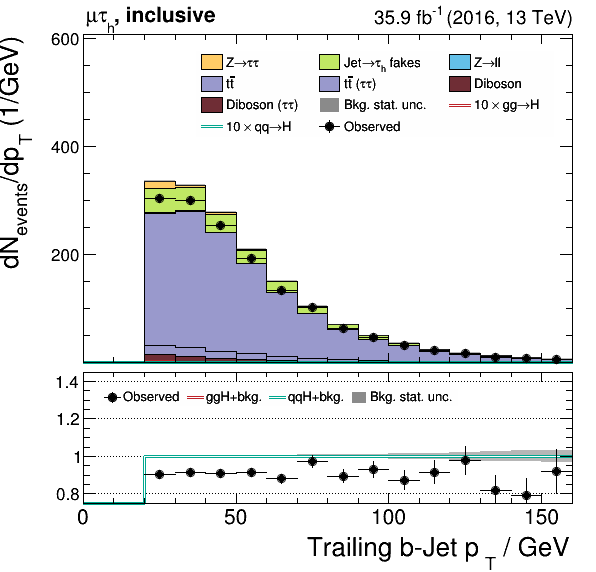 μτh, inclusive
35.9 fb-1 (2016, 13 TeV)
600
400
200
dNevents/dpT (1/GeV)
Z→ττ
Jet→τh fakes
Z→ll
tt̄
tt̄ (ττ)
Diboson
Diboson (ττ)
Bkg. stat. unc.
10 × gg→H
10 × qq→H
Observed
1.4
1.2
1
0.8
Observed
ggH+bkg.
qqH+bkg.
Bkg. stat. unc.
0
50
100
150
Trailing b-Jet pT / GeV